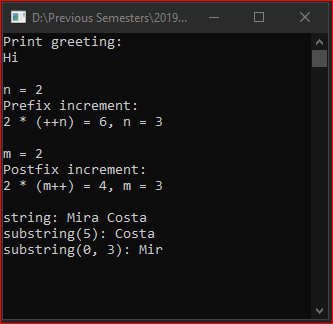 D:\Previous Semesters\2019...
Print greeting:
Hi
n = 2
Prefix increment:
2 * (++n) = 6, n = 3
m = 2
Postfix increment:
2 * (m++) = 4, m = 3
string: Mira Costa
substring(5): Costa
substring(0, 3): Mir